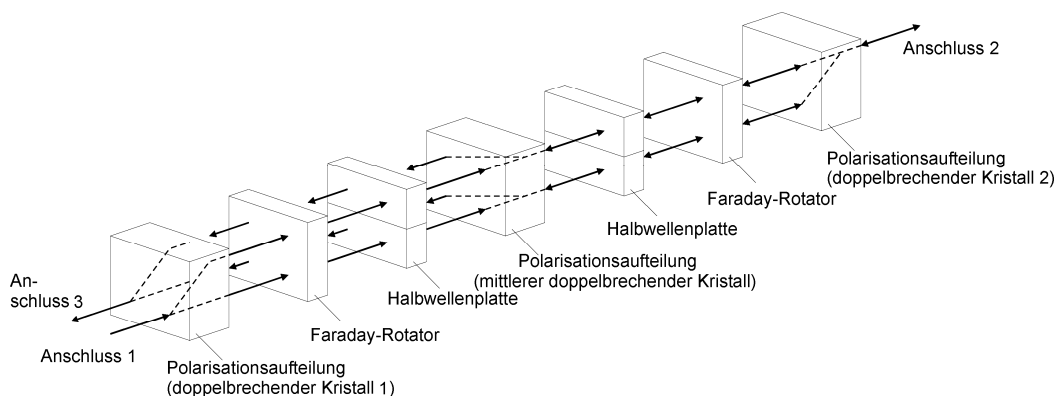 Anschluss 2
Polarisationsaufteilung
(doppelbrechender Kristall 2)
Faraday-Rotator
Halbwellenplatte
Polarisationsaufteilung
(mittlerer doppelbrechender Kristall)
Halbwellenplatte
Faraday-Rotator
An-
schluss 3
Anschluss 1
Polarisationsaufteilung
(doppelbrechender Kristall 1)